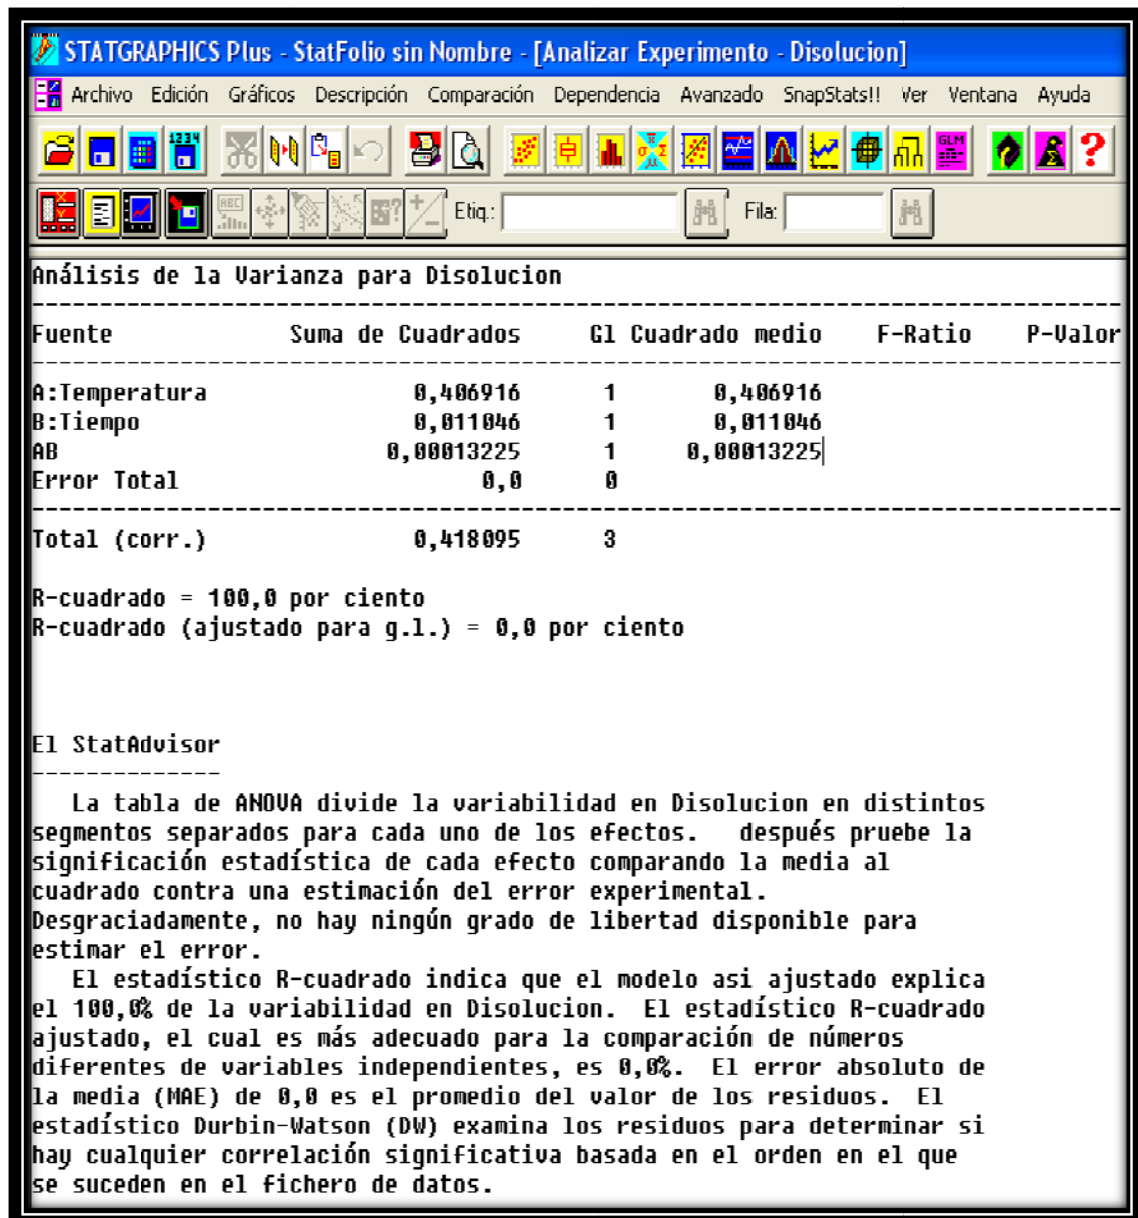 STATGRAPHICS Plus - StatFolio sin Nombre - [Analizar Experimento - Disolucion]
Archivo Edición Gráficos Descripción Comparación Dependencia Avanzado SnapStats!! Ver Ventana Ayuda
1234 GLM
ABC Etiq.: Fila:
Análisis de la Varianza para Disolucion
Fuente Suma de Cuadrados Gl Cuadrado medio F-Ratio P-Valor
A:Temperatura 0,406916 1 0,406916
B:Tiempo 0,011046 1 0,011046
AB 0,00013225 1 0,00013225
Error Total 0,0 0
Total (corr.) 0,418095 3
R-cuadrado = 100,0 por ciento
R-cuadrado (ajustado para g.l.) = 0,0 por ciento
El StatAdvisor
La tabla de ANOVA divide la variabilidad en Disolucion en distintos
segmentos separados para cada uno de los efectos. después pruebe la
significación estadística de cada efecto comparando la media al
cuadrado contra una estimación del error experimental.
Desgraciadamente, no hay ningún grado de libertad disponible para
estimar el error.
El estadístico R-cuadrado indica que el modelo asi ajustado explica
el 100,0% de la variabilidad en Disolucion. El estadístico R-cuadrado
ajustado, el cual es más adecuado para la comparación de números
diferentes de variables independientes, es 0,0%. El error absoluto de
la media (MAE) de 0,0 es el promedio del valor de los residuos. El
estadístico Durbin-Watson (DW) examina los residuos para determinar si
hay cualquier correlación significativa basada en el orden en el que
se suceden en el fichero de datos.